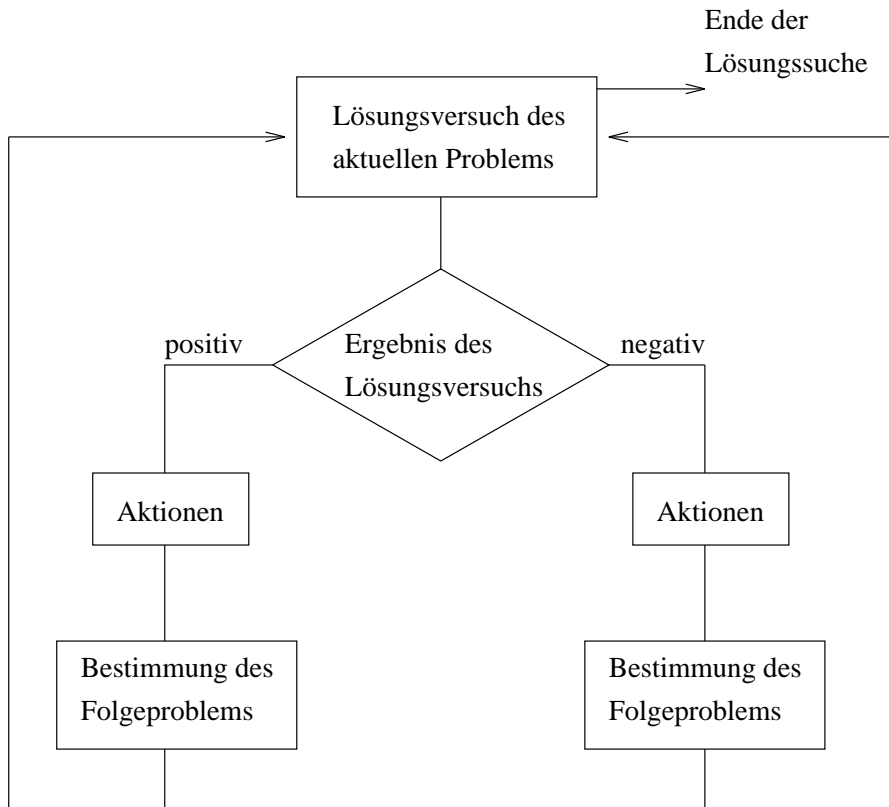 Ende der
Lösungssuche
Lösungsversuch des
aktuellen Problems
positiv
Ergebnis des
Lösungsversuchs
negativ
Aktionen
Aktionen
Bestimmung des
Folgeproblems
Bestimmung des
Folgeproblems